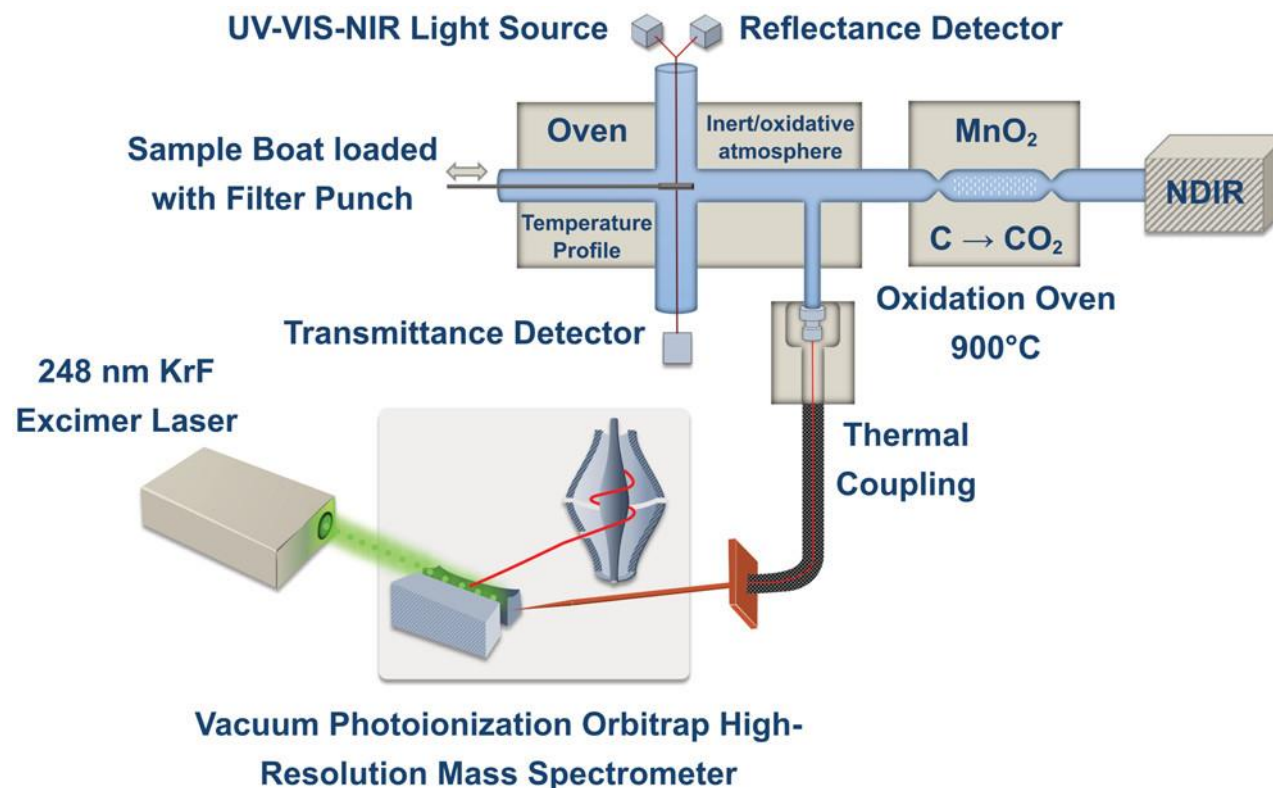 UV-VIS-NIR Light Source
Reflectance Detector
Sample Boat loaded
with Filter Punch
Oven
Inert/oxidative
atmosphere
MnO₂
NDIR
Temperature
Profile
C → CO₂
Transmittance Detector
Oxidation Oven
900°C
248 nm KrF
Excimer Laser
Thermal
Coupling
Vacuum Photoionization Orbitrap High-
Resolution Mass Spectrometer